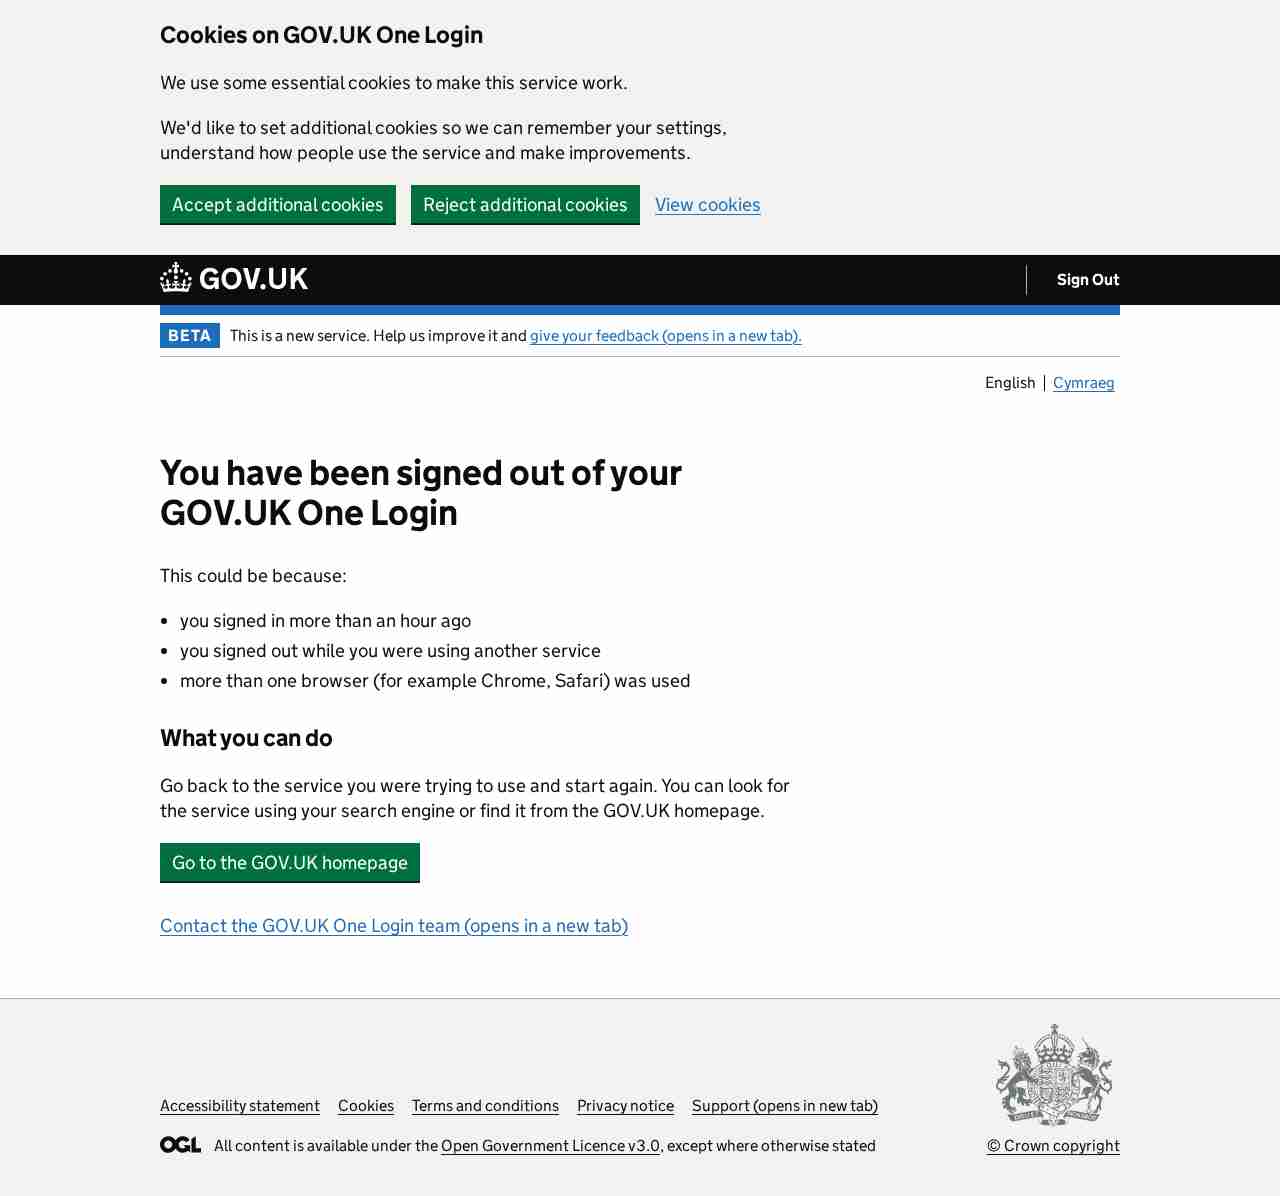 Cookies on GOV.UK One Login
We use some essential cookies to make this service work.
We'd like to set additional cookies so we can remember your settings,
understand how people use the service and make improvements.
Accept additional cookies Reject additional cookies View cookies
GOV.UK Sign Out
BETA This is a new service. Help us improve it and give your feedback (opens in a new tab).
English Cymraeg
You have been signed out of your
GOV.UK One Login
This could be because:
• you signed in more than an hour ago
• you signed out while you were using another service
• more than one browser (for example Chrome, Safari) was used
What you can do
Go back to the service you were trying to use and start again. You can look for
the service using your search engine or find it from the GOV.UK homepage.
Go to the GOV.UK homepage
Contact the GOV.UK One Login team (opens in a new tab)
Accessibility statement Cookies Terms and conditions Privacy notice Support (opens in new tab)
OGL All content is available under the Open Government Licence v3.0, except where otherwise stated © Crown copyright